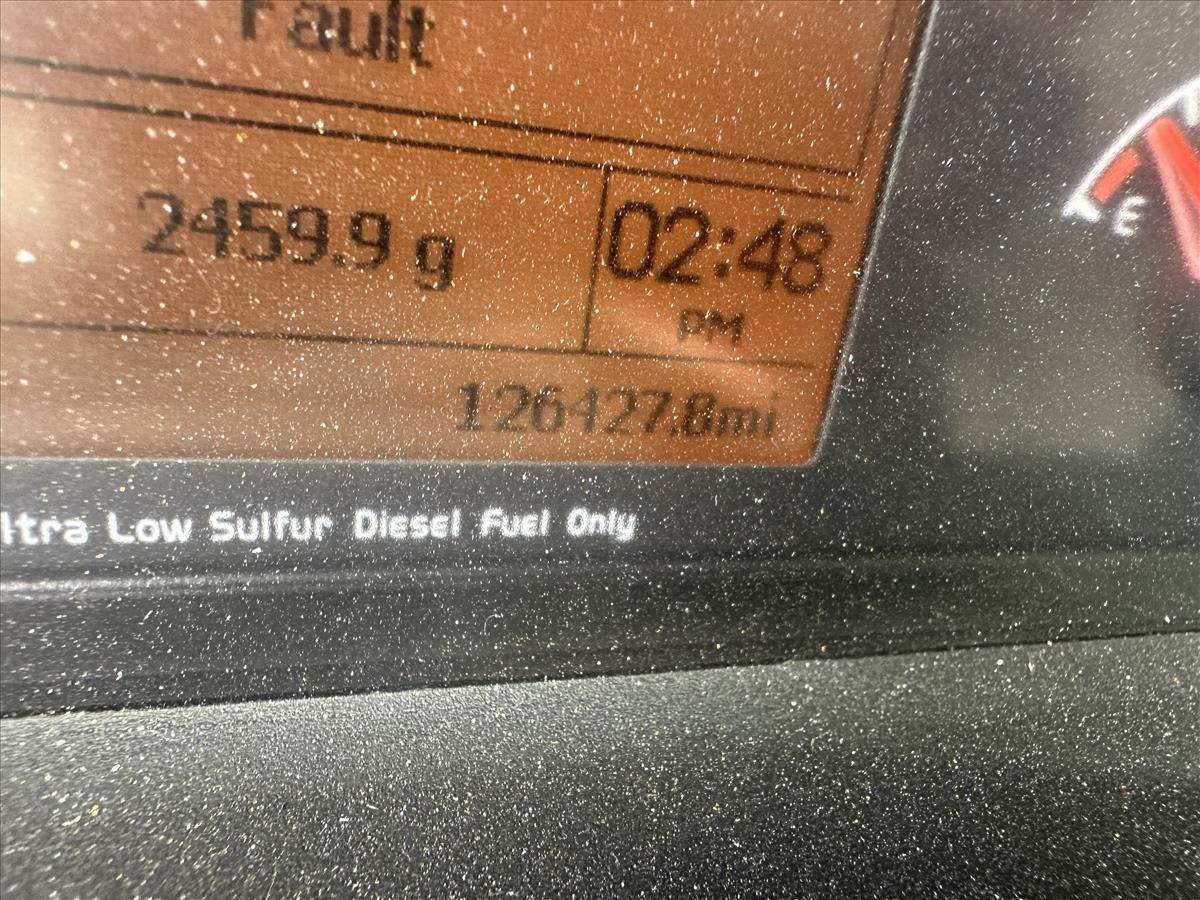 Fault
2459.9 g
02:48
PM
126427.8mi
E
ltra Low Sulfur Diesel Fuel Only